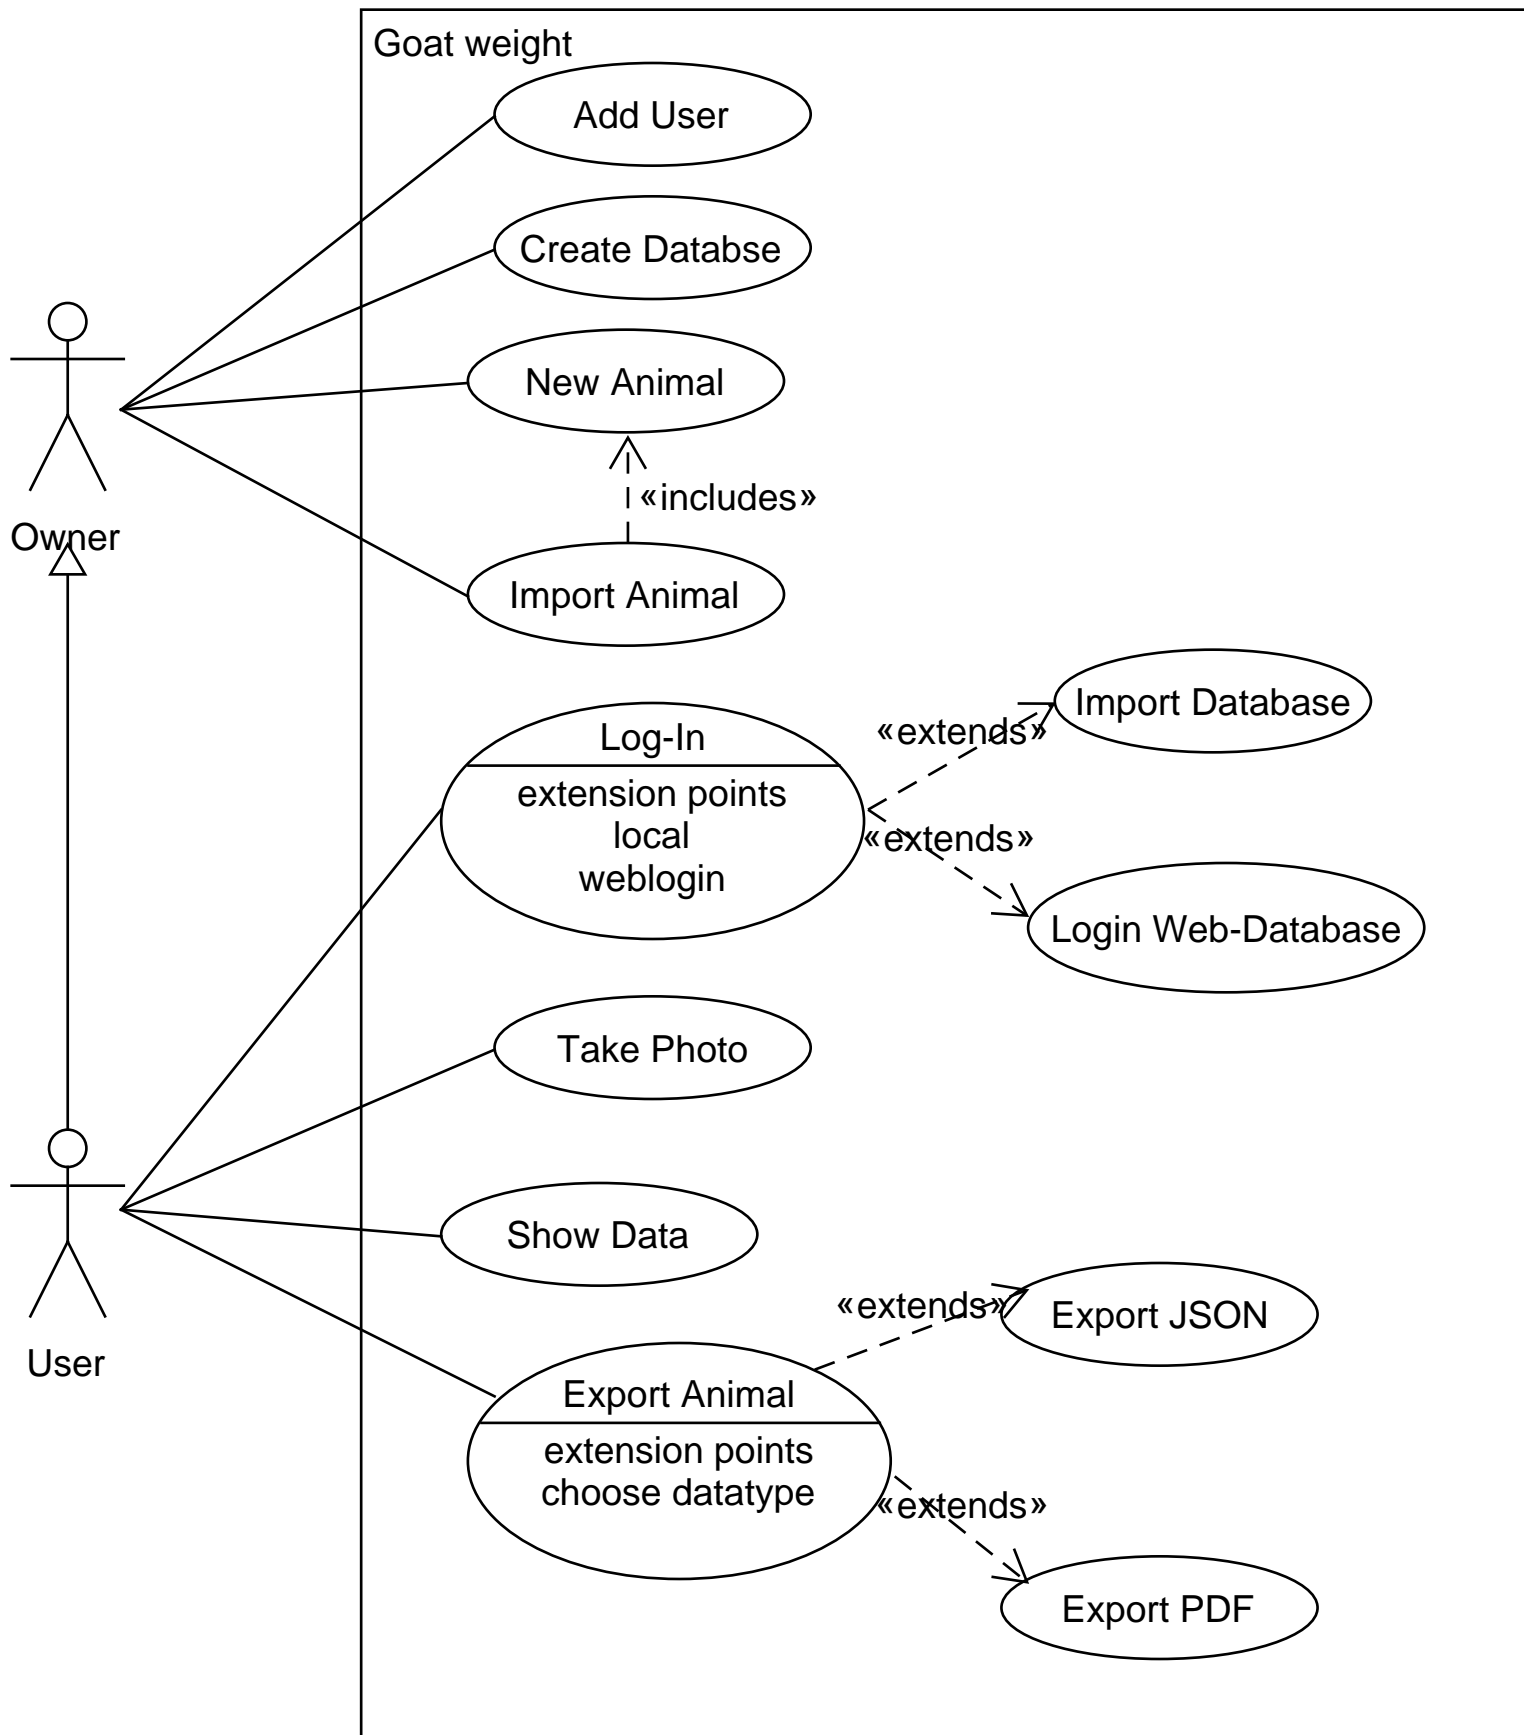 Goat weight
Add User
Create Databse
New Animal
«includes»
Owner
Import Animal
Import Database
«extends»
Log-In
extension points
local
weblogin
«extends»
Login Web-Database
Take Photo
Show Data
User
«extends»
Export JSON
Export Animal
extension points
choose datatype
«extends»
Export PDF